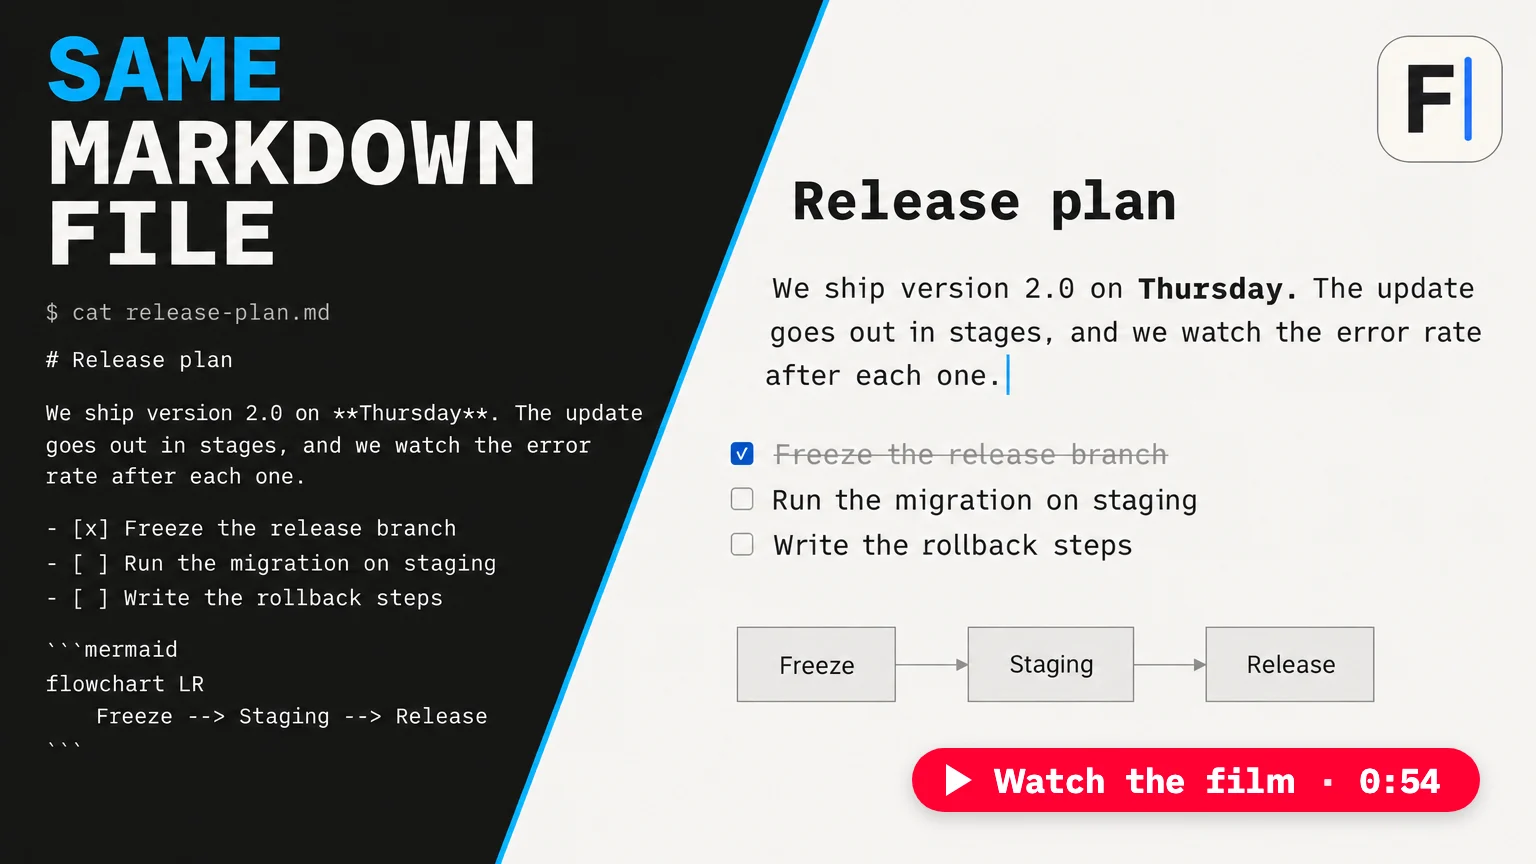 SAME
MARKDOWN
FILE
$ cat release-plan.md
# Release plan
We ship version 2.0 on **Thursday**. The update
goes out in stages, and we watch the error
rate after each one.
- [x] Freeze the release branch
- [ ] Run the migration on staging
- [ ] Write the rollback steps
```mermaid
flowchart LR
    Freeze --> Staging --> Release
```
F|
Release plan
We ship version 2.0 on Thursday. The update
goes out in stages, and we watch the error rate
after each one.
Freeze the release branch
Run the migration on staging
Write the rollback steps
Freeze
Staging
Release
Watch the film · 0:54